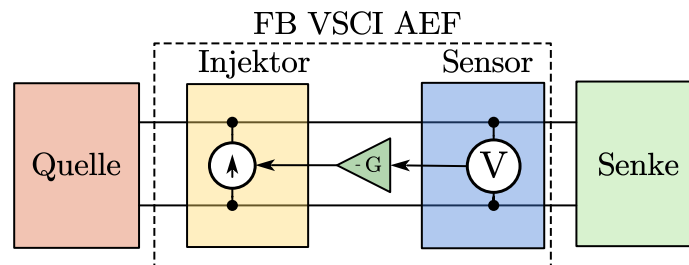 FB VSCI AEF
Injektor
Sensor
Quelle
- G
V
Senke